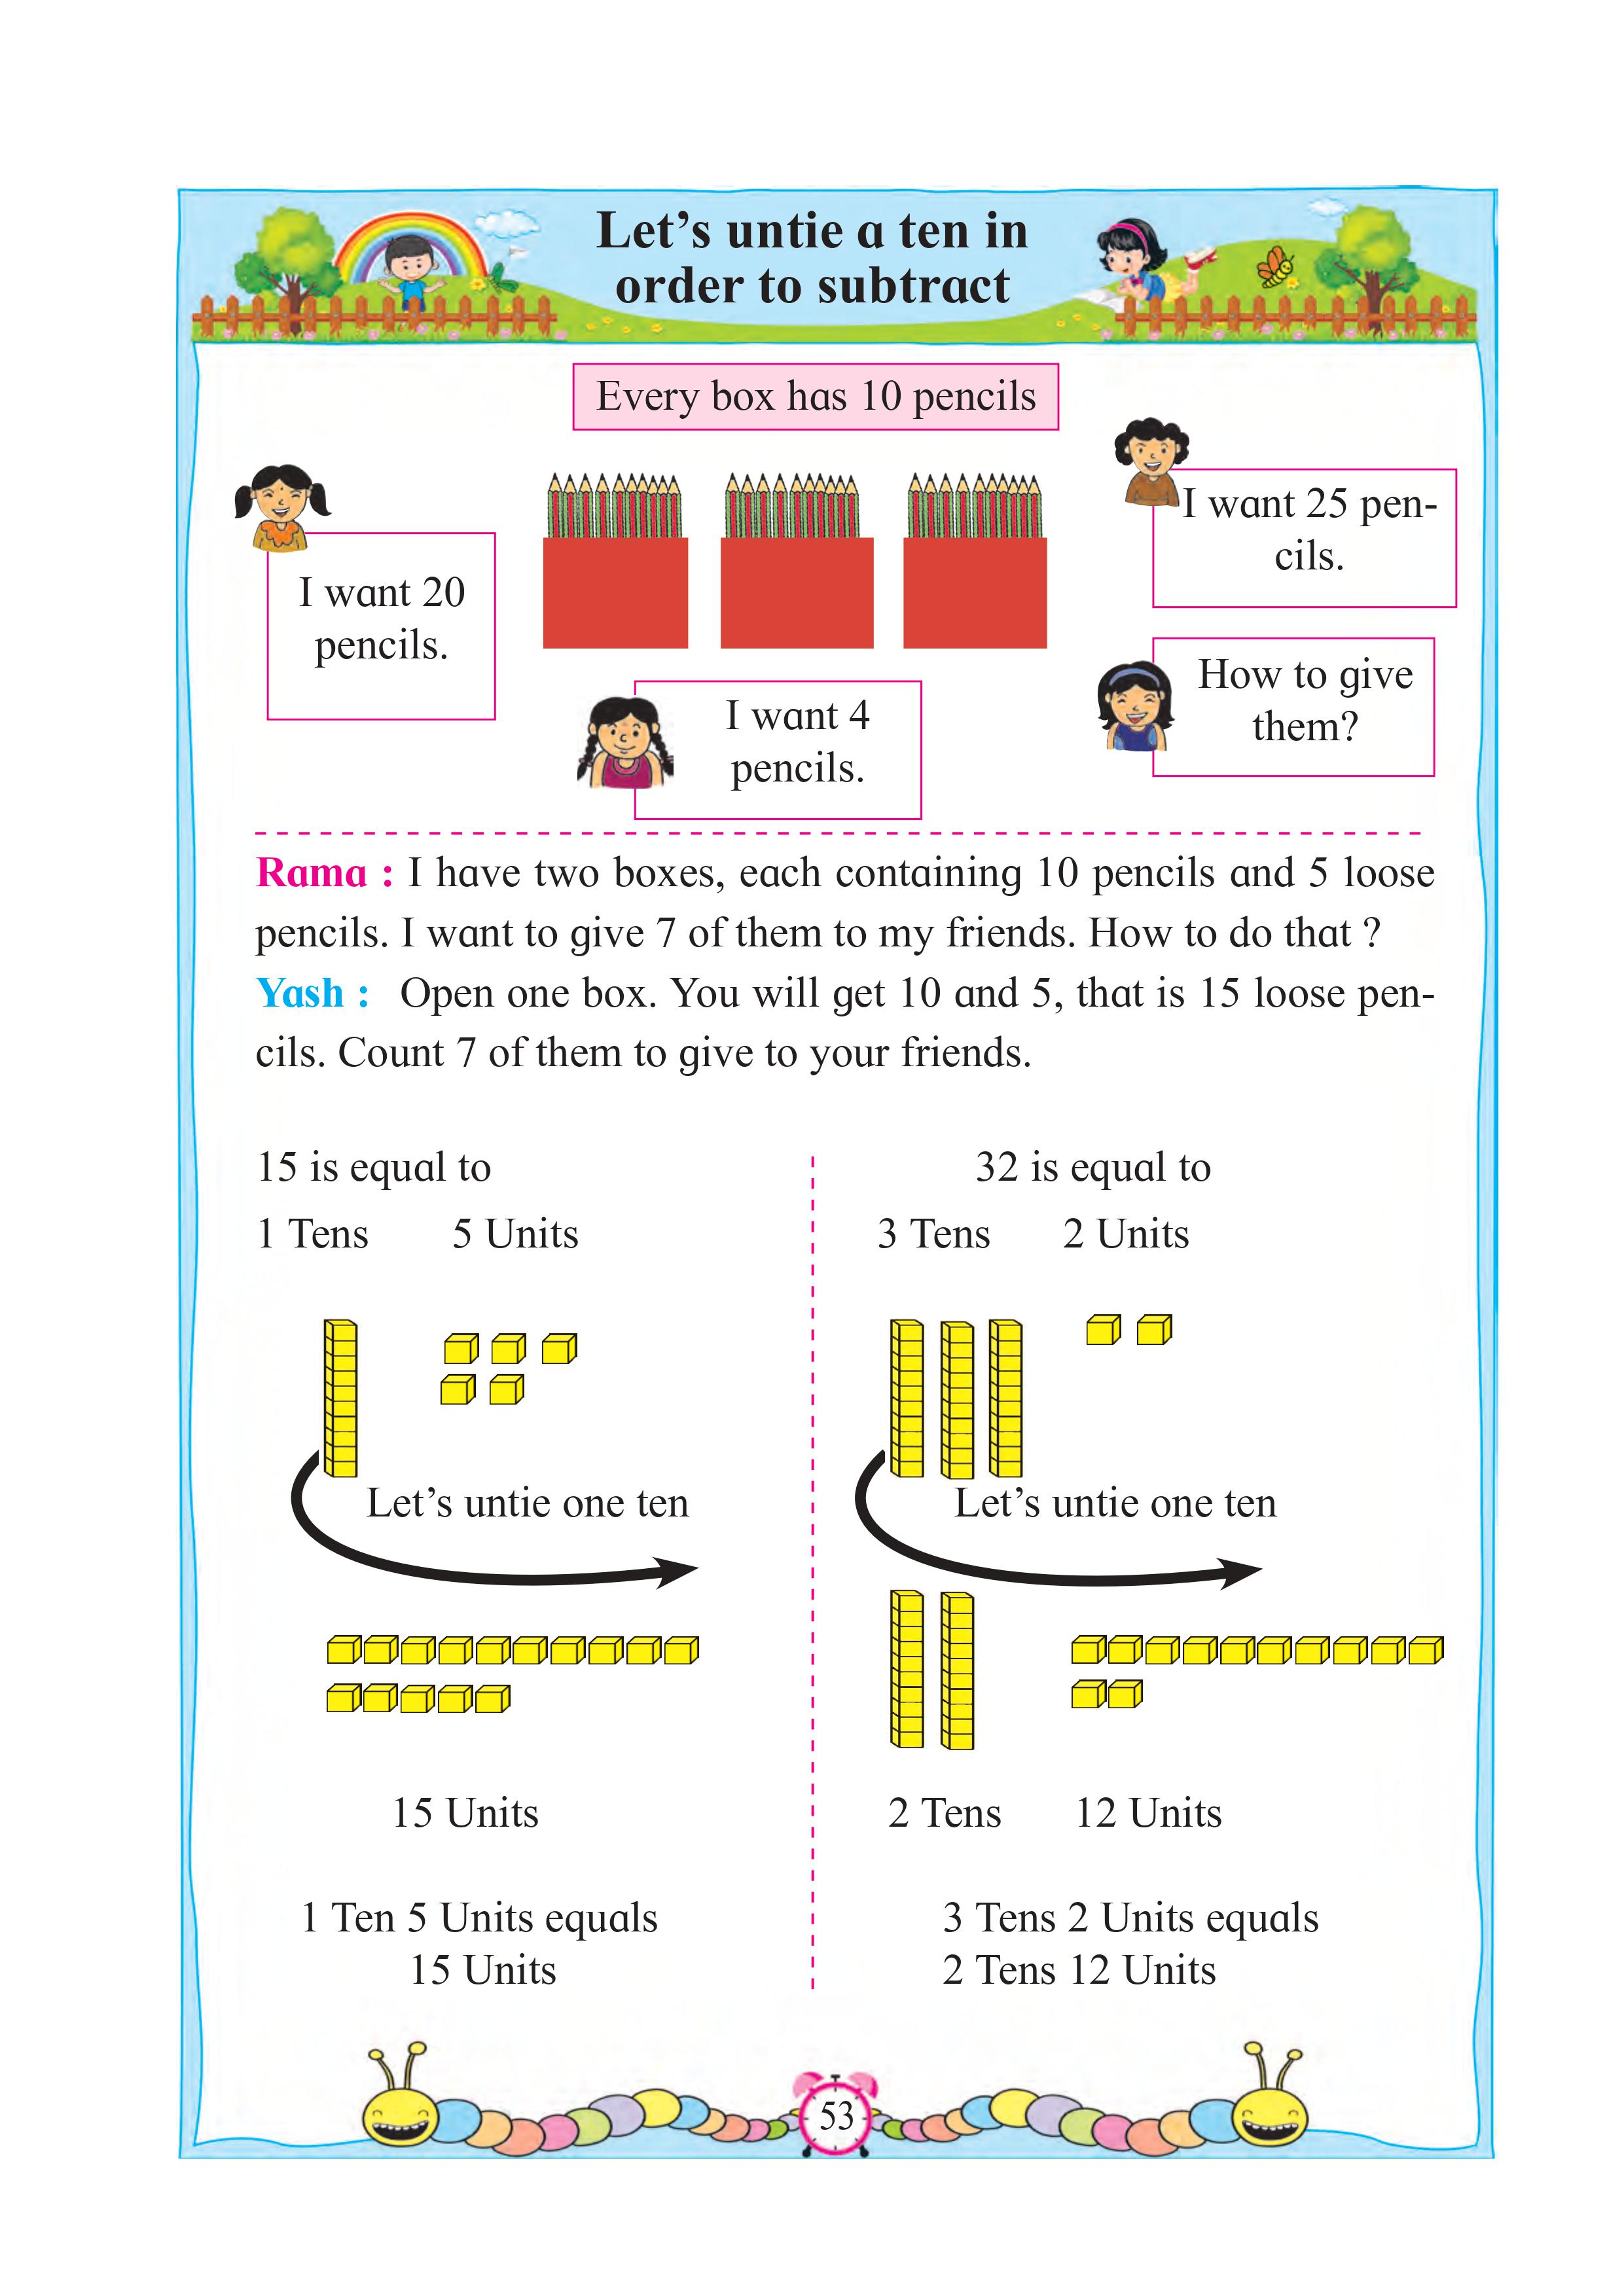 Let’s untie a ten in
order to subtract
Every box has 10 pencils
I want 20
pencils.
I want 25 pen-
cils.
I want 4
pencils.
How to give
them?
Rama : I have two boxes, each containing 10 pencils and 5 loose
pencils. I want to give 7 of them to my friends. How to do that ?
Yash : Open one box. You will get 10 and 5, that is 15 loose pen-
cils. Count 7 of them to give to your friends.
15 is equal to
1 Tens 5 Units
Let’s untie one ten
15 Units
1 Ten 5 Units equals
15 Units
32 is equal to
3 Tens 2 Units
Let’s untie one ten
2 Tens 12 Units
3 Tens 2 Units equals
2 Tens 12 Units
53